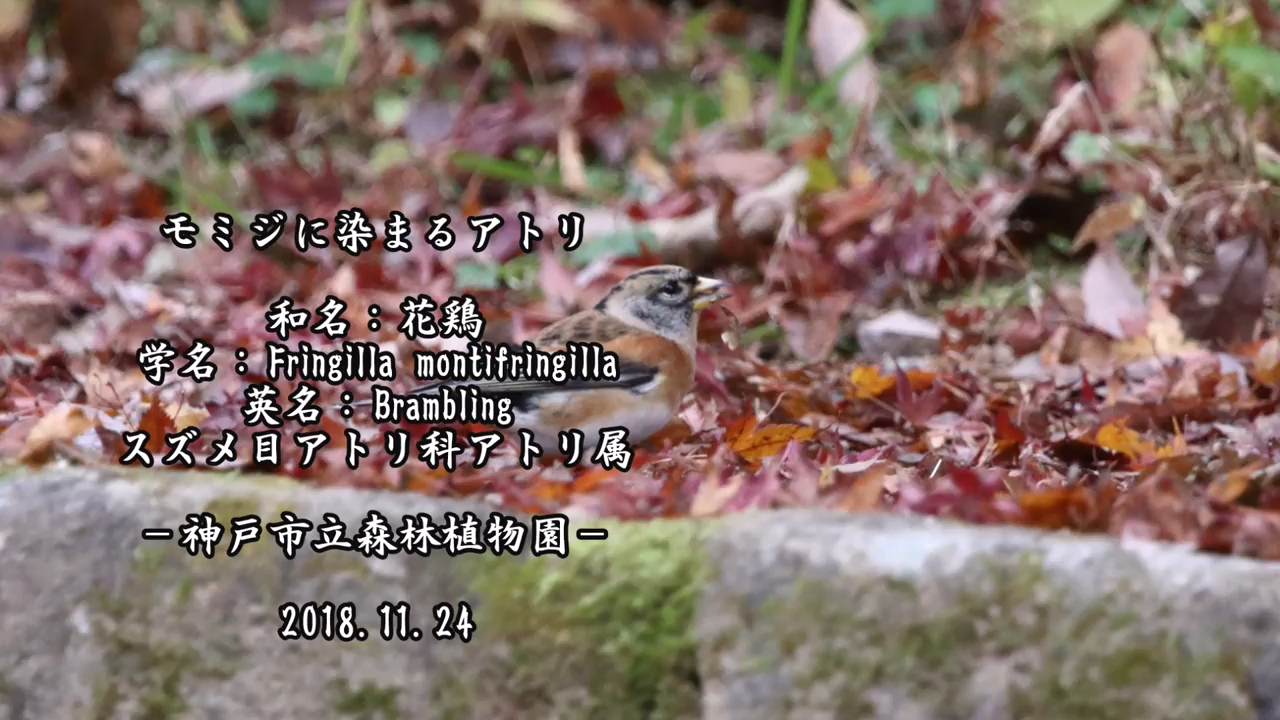 モミジに染まるアトリ
和名：花鶏
学名：Fringilla montifringilla
英名：Brambling
スズメ目アトリ科アトリ属
－神戸市立森林植物園－
2018.11.24